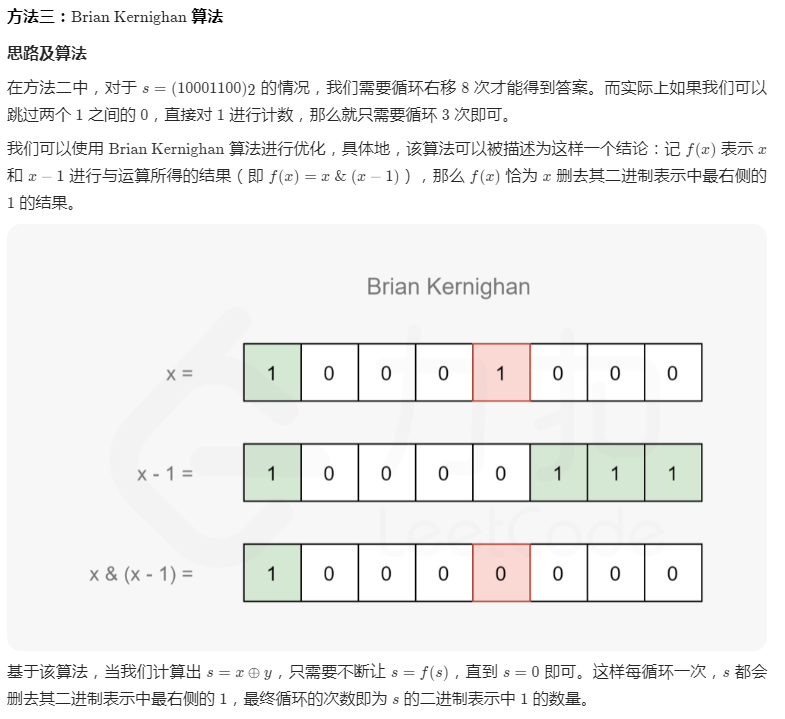 方法三：Brian Kernighan 算法
思路及算法
在方法二中，对于 s = (10001100)2 的情况，我们需要循环右移 8 次才能得到答案。而实际上如果我们可以
跳过两个 1 之间的 0，直接对 1 进行计数，那么就只需要循环 3 次即可。
我们可以使用 Brian Kernighan 算法进行优化，具体地，该算法可以被描述为这样一个结论：记 f(x) 表示 x
和 x − 1 进行与运算所得的结果（即 f(x) = x & (x − 1)），那么 f(x) 恰为 x 删去其二进制表示中最右侧的
1 的结果。
Brian Kernighan
x = 1 0 0 0 1 0 0 0
x - 1 = 1 0 0 0 0 1 1 1
x & (x - 1) = 1 0 0 0 0 0 0 0
力扣
LeetCode
基于该算法，当我们计算出 s = x ⊕ y，只需要不断让 s = f(s)，直到 s = 0 即可。这样每循环一次，s 都会
删去其二进制表示中最右侧的 1，最终循环的次数即为 s 的二进制表示中 1 的数量。